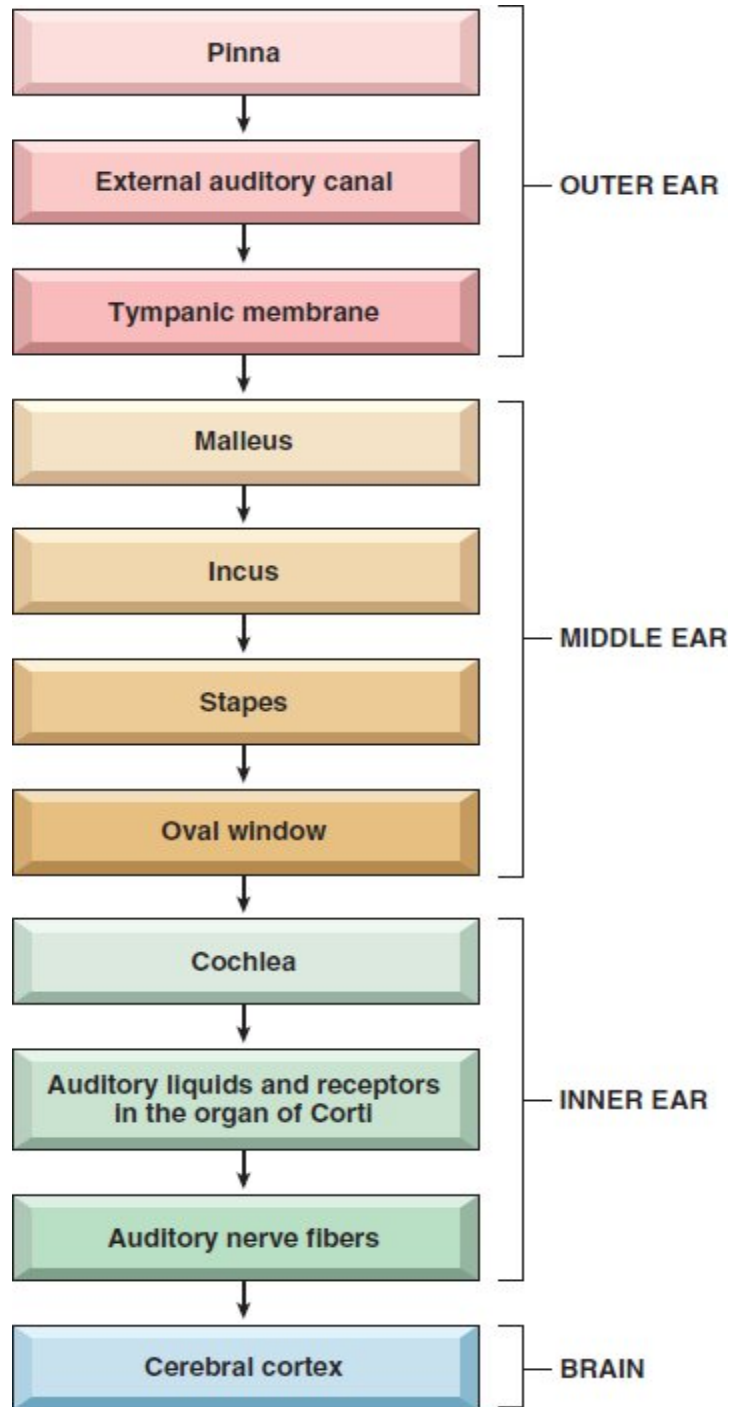 Pinna
External auditory canal
Tympanic membrane
OUTER EAR
Malleus
Incus
Stapes
Oval window
MIDDLE EAR
Cochlea
Auditory liquids and receptors
in the organ of Corti
Auditory nerve fibers
INNER EAR
Cerebral cortex
BRAIN